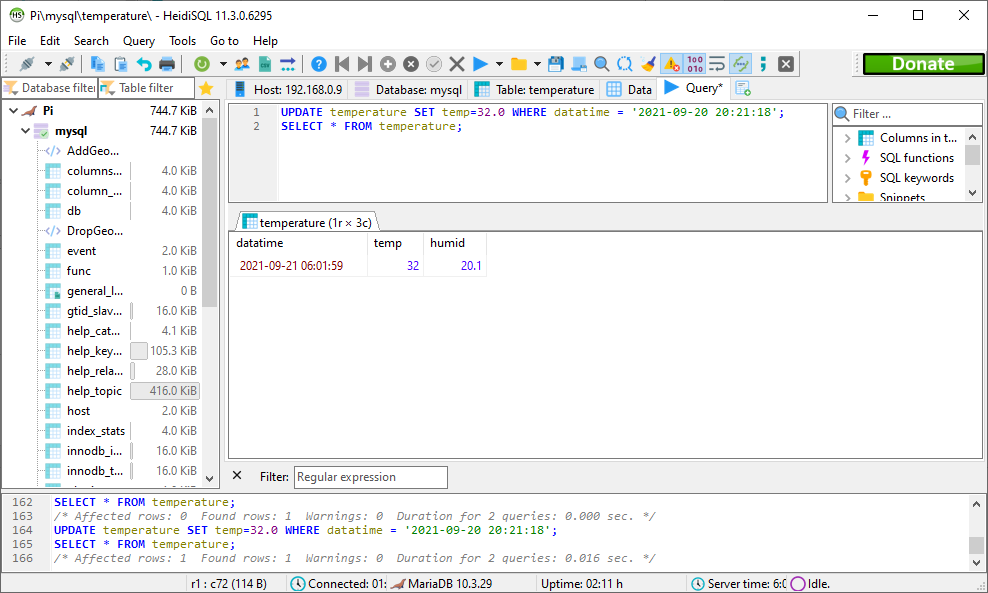 Pi\mysql\temperature\ - HeidiSQL 11.3.0.6295
File Edit Search Query Tools Go to Help
Donate
Database filter Table filter
Host: 192.168.0.9 Database: mysql Table: temperature Data Query*
Pi 744.7 KiB
mysql 744.7 KiB
AddGeo...
columns... 4.0 KiB
column_... 4.0 KiB
db 4.0 KiB
DropGeo...
event 2.0 KiB
func 1.0 KiB
general_l... 0 B
gtid_slav... 16.0 KiB
help_cat... 4.1 KiB
help_key... 105.3 KiB
help_rela... 28.0 KiB
help_topic 416.0 KiB
host 2.0 KiB
index_stats 4.0 KiB
innodb_i... 16.0 KiB
innodb_t... 16.0 KiB
1 UPDATE temperature SET temp=32.0 WHERE datatime = '2021-09-20 20:21:18';
2 SELECT * FROM temperature;
Filter ...
Columns in t...
SQL functions
SQL keywords
Snippets
temperature (1r × 3c)
datatime temp humid
2021-09-21 06:01:59 32 20.1
Filter: Regular expression
162 SELECT * FROM temperature;
163 /* Affected rows: 0 Found rows: 1 Warnings: 0 Duration for 2 queries: 0.000 sec. */
164 UPDATE temperature SET temp=32.0 WHERE datatime = '2021-09-20 20:21:18';
165 SELECT * FROM temperature;
166 /* Affected rows: 1 Found rows: 1 Warnings: 0 Duration for 2 queries: 0.016 sec. */
r1 : c72 (114 B) Connected: 01: MariaDB 10.3.29 Uptime: 02:11 h Server time: 6:0 Idle.